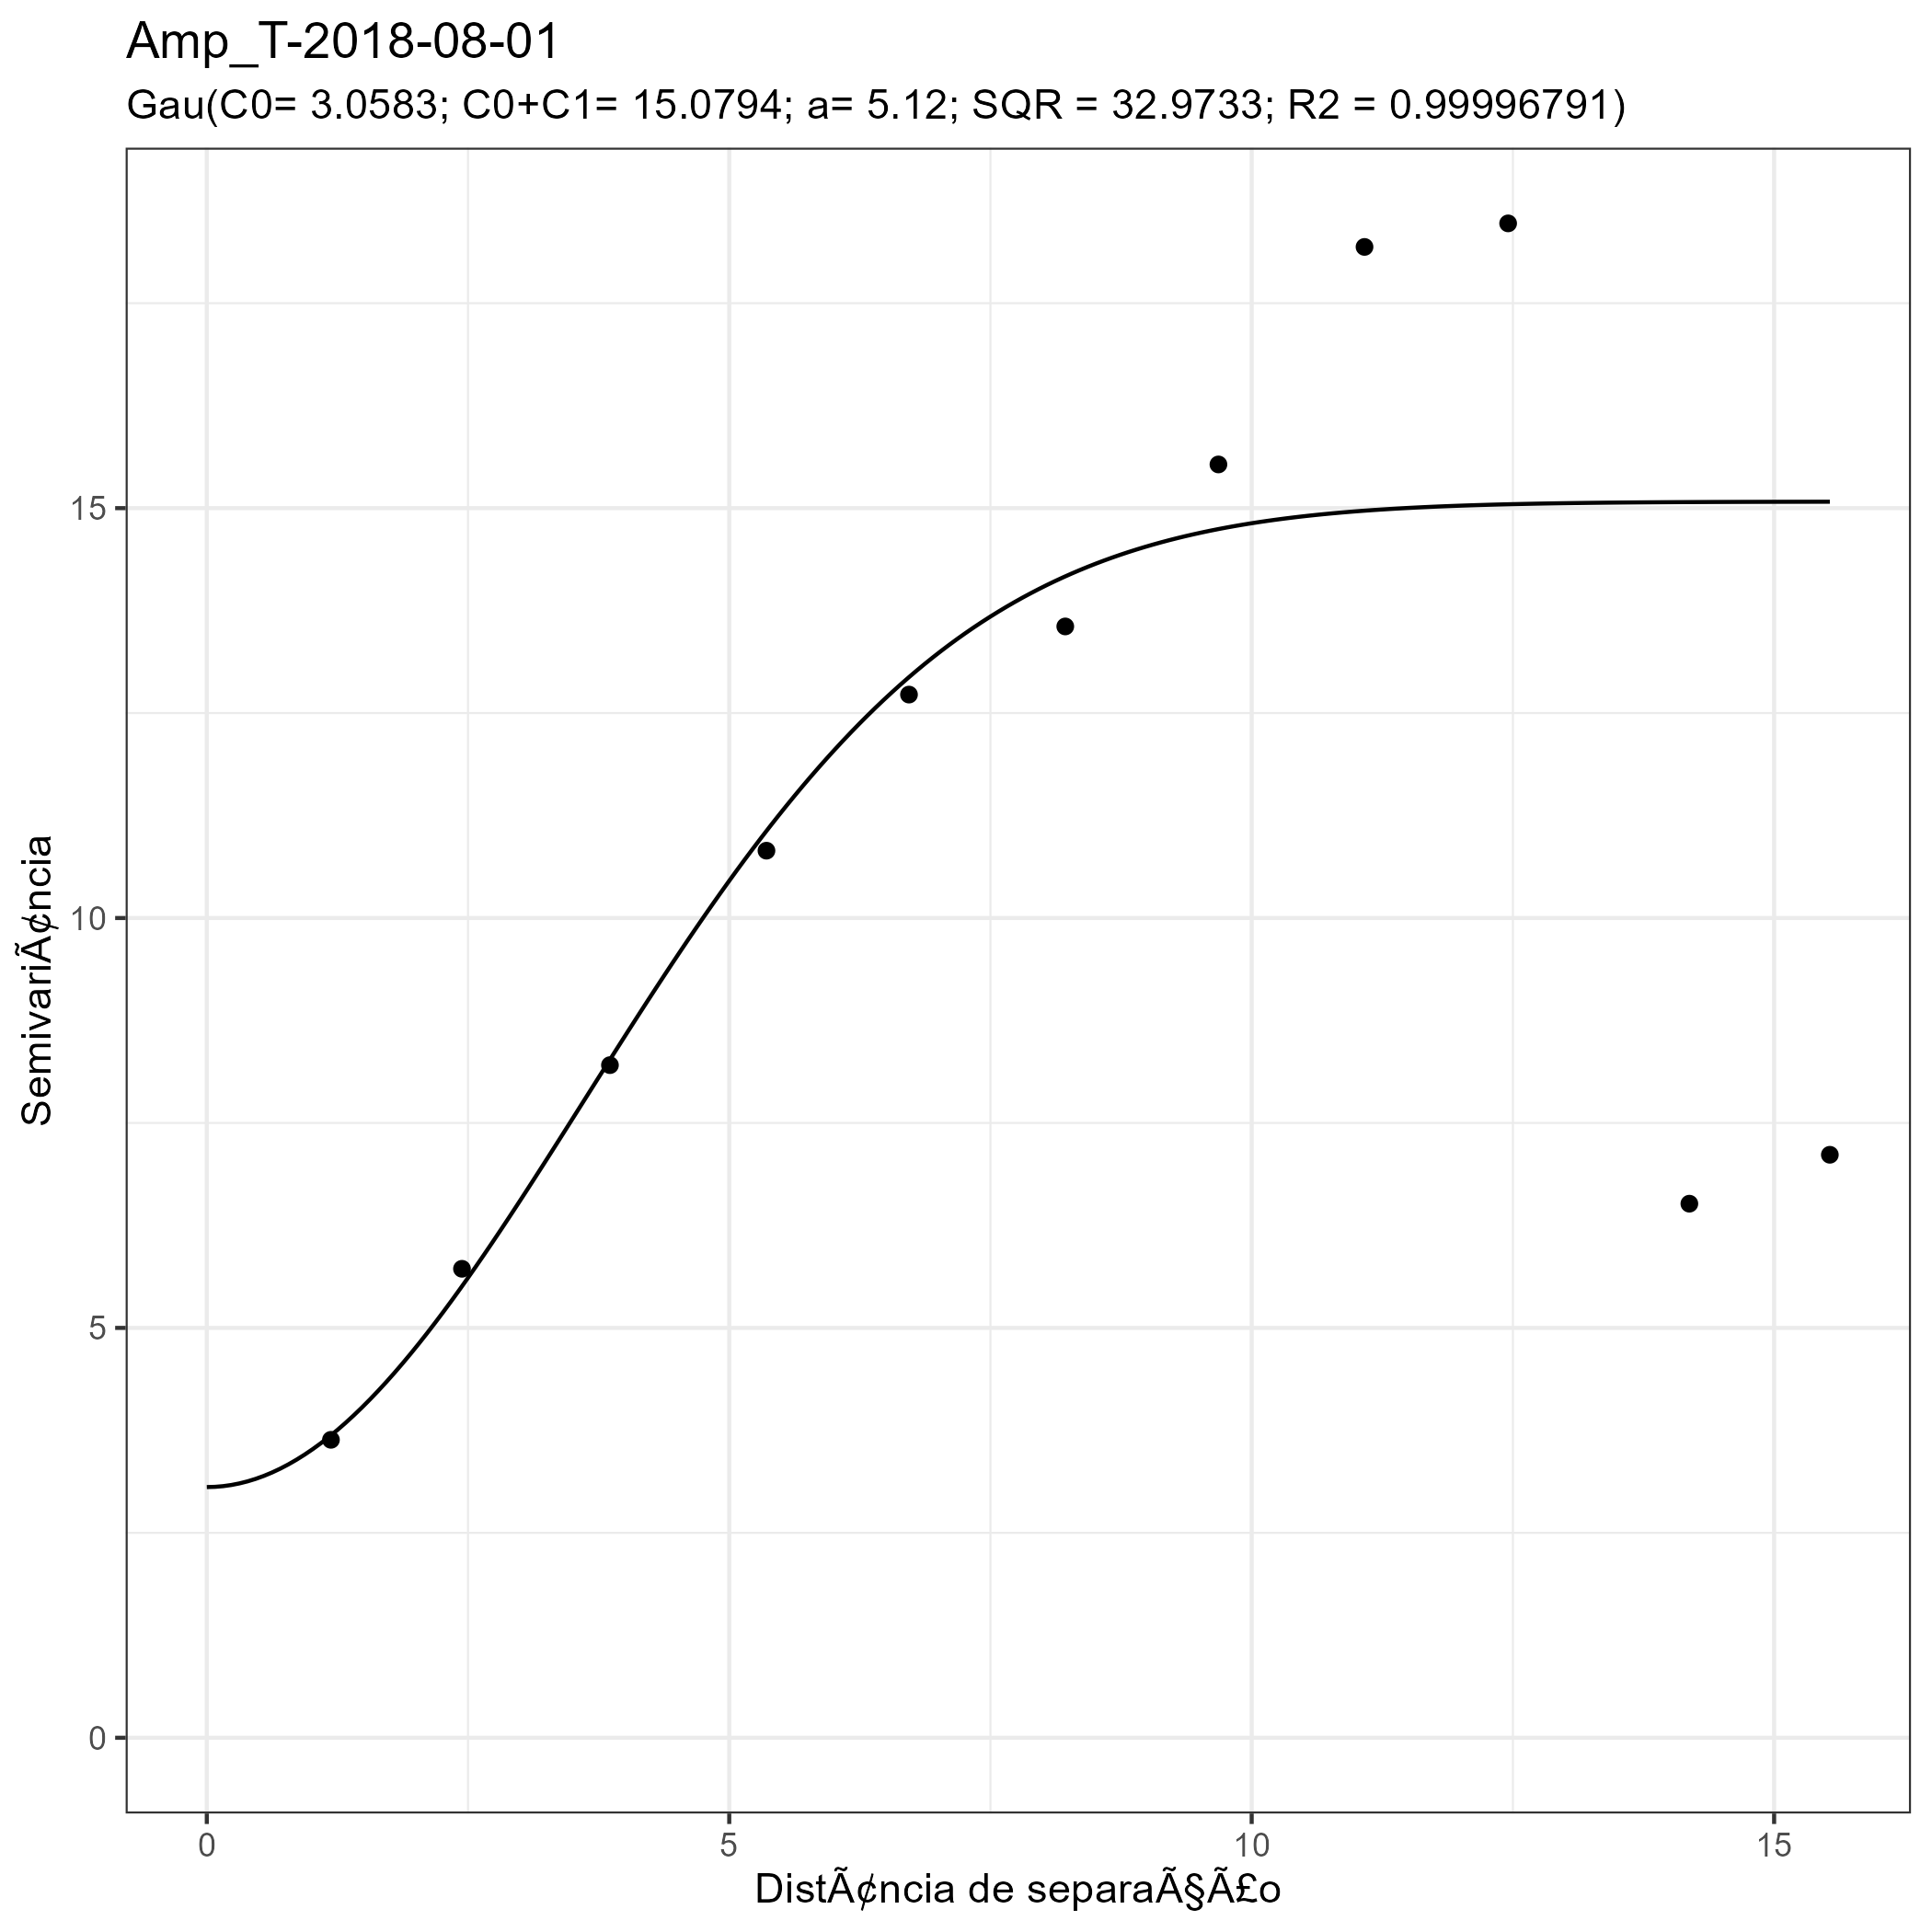 Amp_T-2018-08-01
Gau(C0= 3.0583; C0+C1= 15.0794; a= 5.12; SQR = 32.9733; R2 = 0.99996791)
SemivariÃ¢ncia
15
10
5
0
0 5 10 15
DistÃ¢ncia de separaÃ§Ã£o